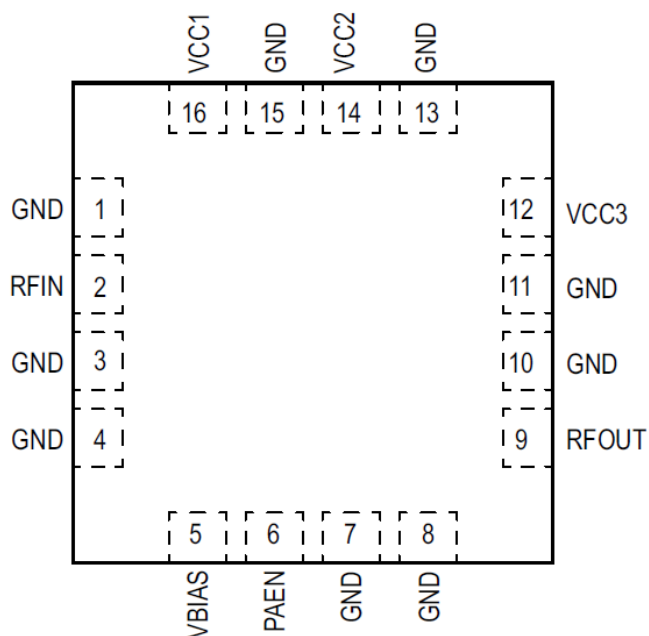 VCC1 GND VCC2 GND
16 15 14 13
GND 1 12 VCC3
RFIN 2 11 GND
GND 3 10 GND
GND 4 9 RFOUT
5 6 7 8
VBIAS PAEN GND GND